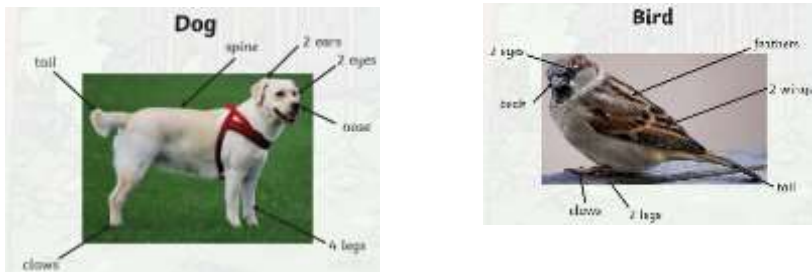 Dog
2 ears
spine
2 eyes
tail
nose
4 legs
claws
Bird
2 eyes
feathers
beak
2 wings
tail
claws
2 legs